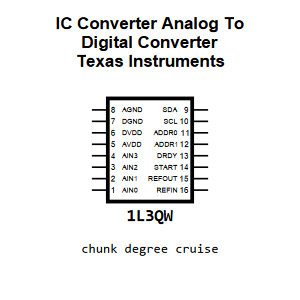 IC Converter Analog To
Digital Converter
Texas Instruments
8 AGND SDA 9
7 DGND SCL 10
6 DVDD ADDR0 11
5 AVDD ADDR1 12
4 AIN3 DRDY 13
3 AIN2 START 14
2 AIN1 REFOUT 15
1 AIN0 REFIN 16
1L3QW
chunk degree cruise